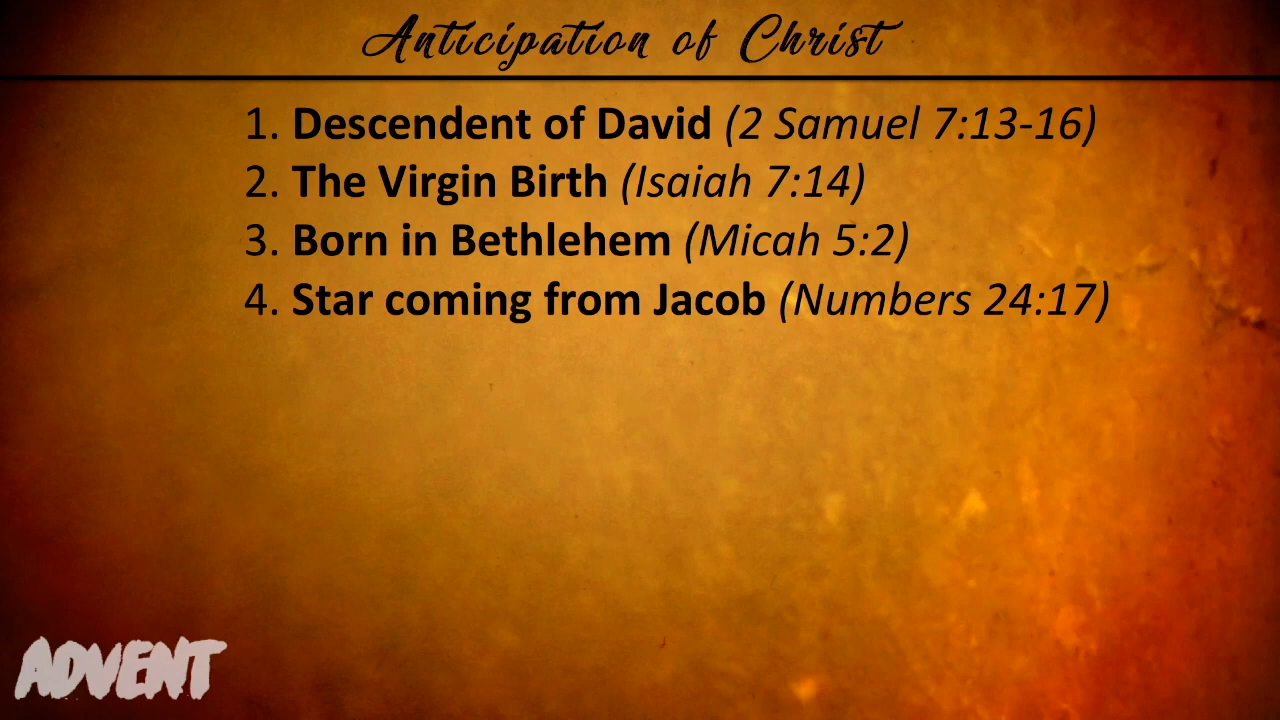 Anticipation of Christ
1. Descendent of David (2 Samuel 7:13-16)
2. The Virgin Birth (Isaiah 7:14)
3. Born in Bethlehem (Micah 5:2)
4. Star coming from Jacob (Numbers 24:17)
ADVENT